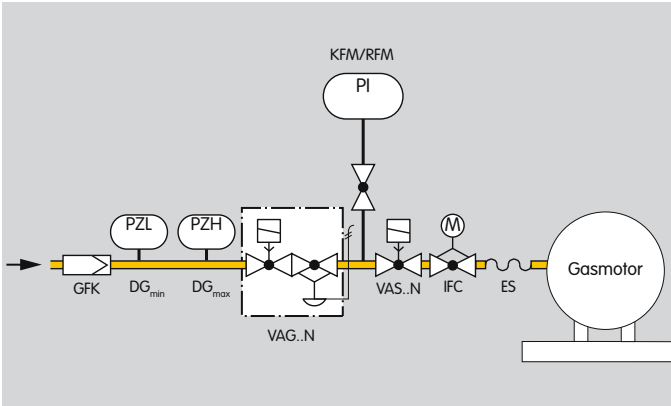 KFM/RFM
PI
PZL
PZH
M
GFK
DGmin
DGmax
VAS..N
IFC
ES
Gasmotor
VAG..N